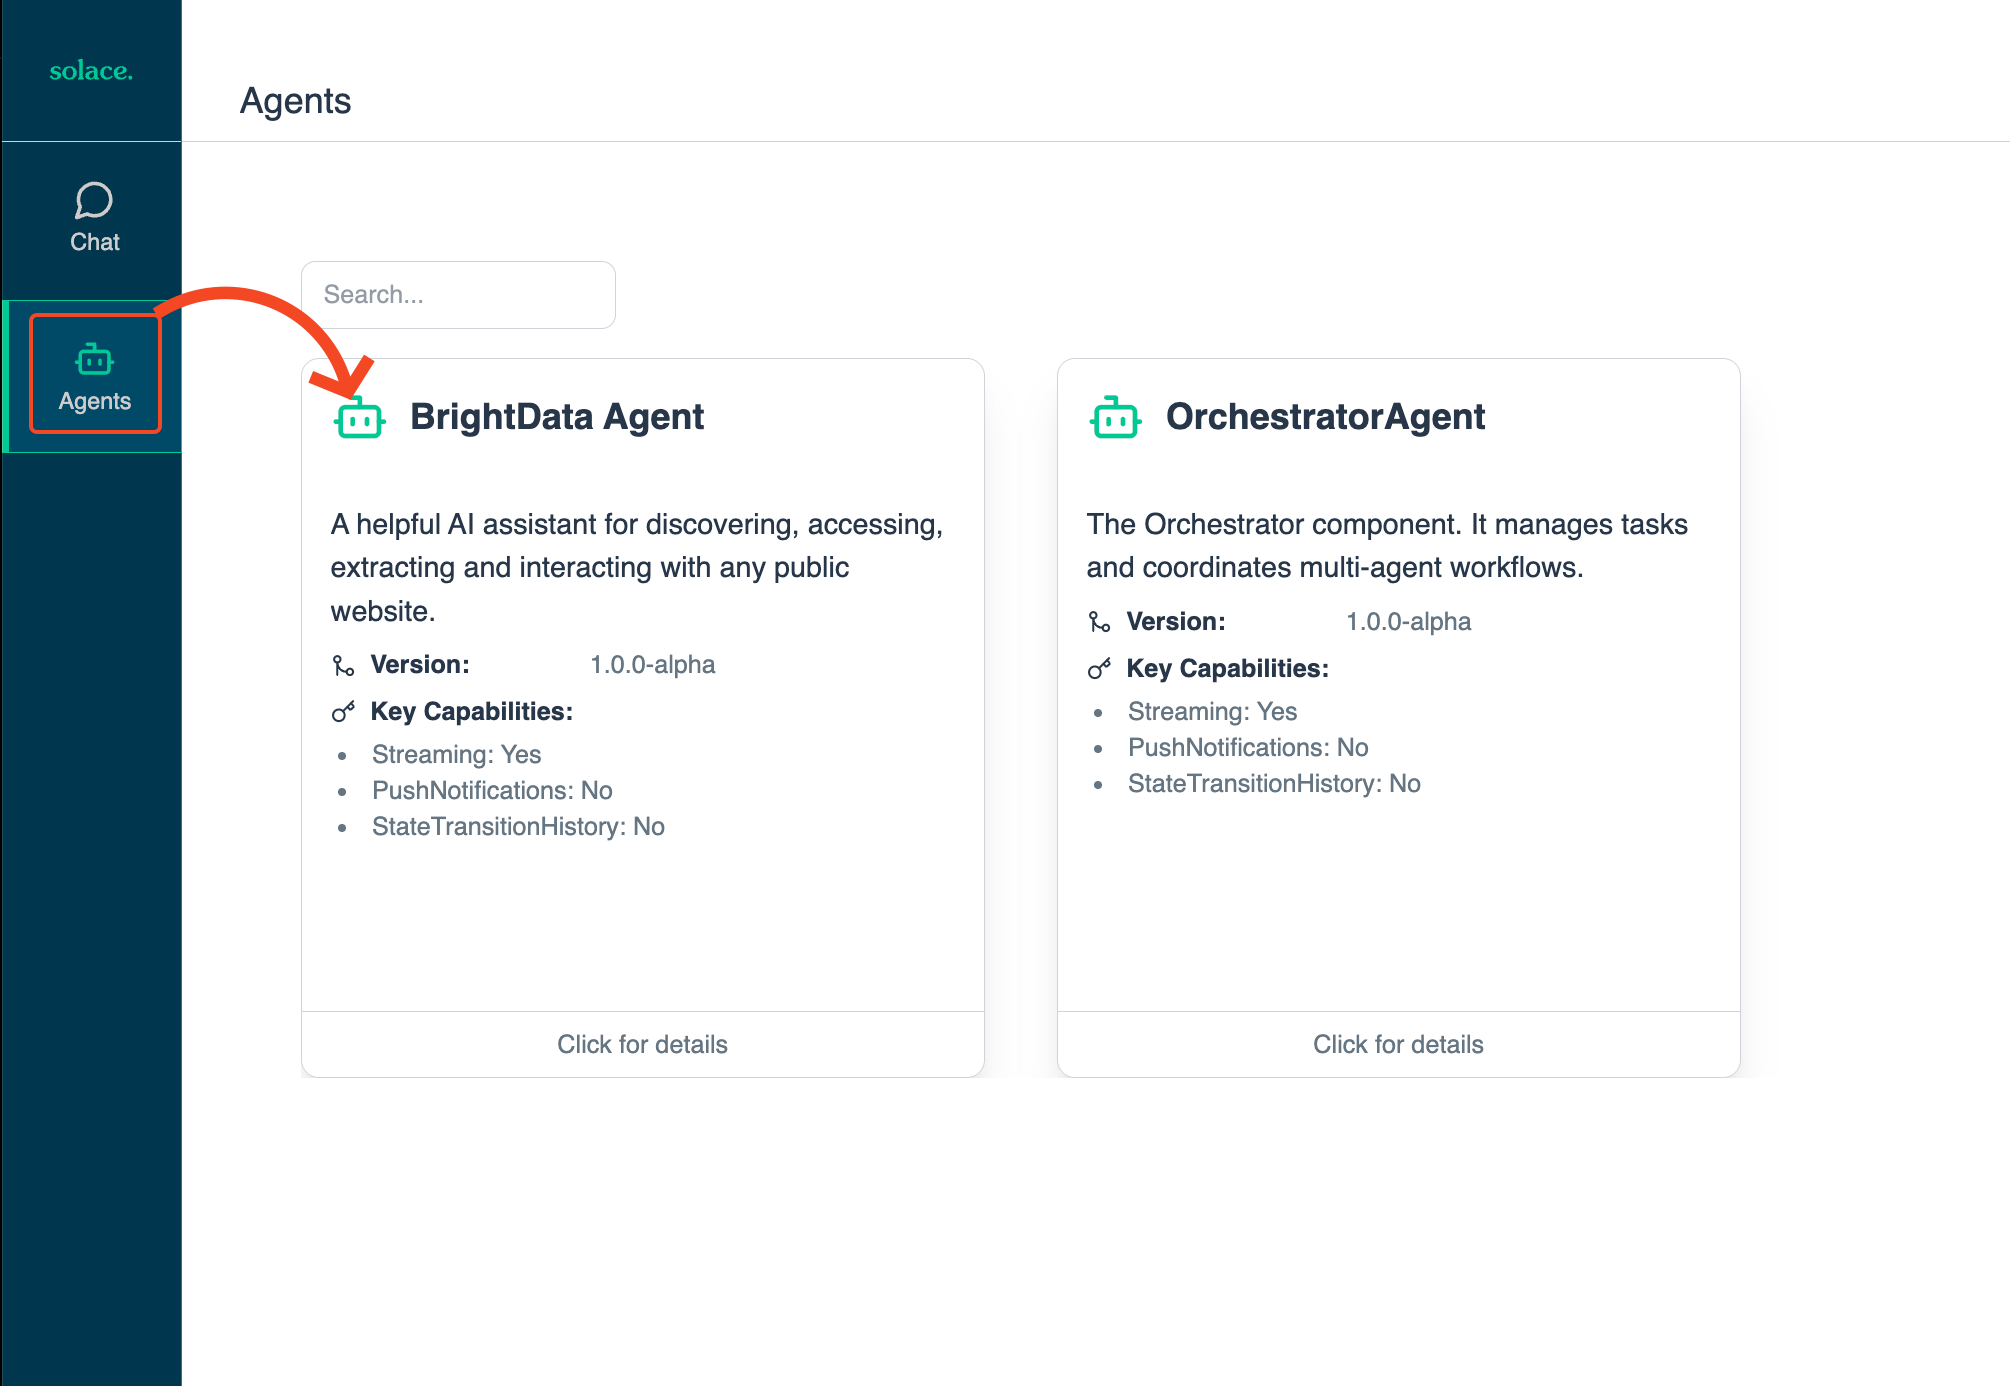 solace.
Agents
Chat
Agents
Search...
BrightData Agent
A helpful AI assistant for discovering, accessing,
extracting and interacting with any public
website.
Version: 1.0.0-alpha
Key Capabilities:
• Streaming: Yes
• PushNotifications: No
• StateTransitionHistory: No
Click for details
OrchestratorAgent
The Orchestrator component. It manages tasks
and coordinates multi-agent workflows.
Version: 1.0.0-alpha
Key Capabilities:
• Streaming: Yes
• PushNotifications: No
• StateTransitionHistory: No
Click for details